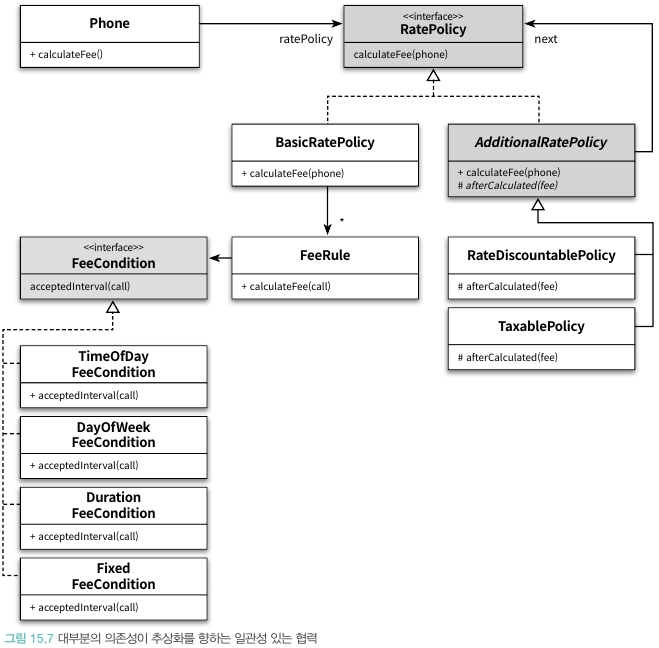 Phone
+ calculateFee()
ratePolicy
<<interface>>
RatePolicy
calculateFee(phone)
next
BasicRatePolicy
+ calculateFee(phone)
AdditionalRatePolicy
+ calculateFee(phone)
# afterCalculated(fee)
*
<<interface>>
FeeCondition
acceptedInterval(call)
FeeRule
+ calculateFee(call)
RateDiscountablePolicy
# afterCalculated(fee)
TaxablePolicy
# afterCalculated(fee)
TimeOfDay
FeeCondition
+ acceptedInterval(call)
DayOfWeek
FeeCondition
+ acceptedInterval(call)
Duration
FeeCondition
+ acceptedInterval(call)
Fixed
FeeCondition
+ acceptedInterval(call)
그림 15.7 대부분의 의존성이 추상화를 향하는 일관성 있는 협력